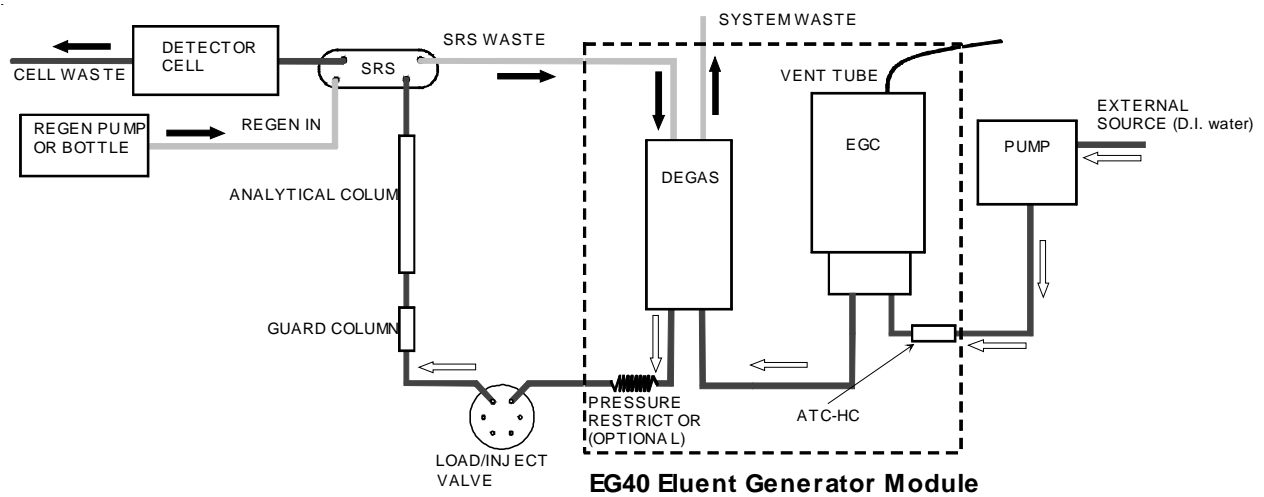 SYSTEM WASTE
DETECTOR
CELL
SRS WASTE
CELL WASTE
SRS
VENT TUBE
EXTERNAL
SOURCE (D.I. water)
REGEN PUMP
OR BOTTLE
REGEN IN
EGC
PUMP
DEGAS
ANALYTICAL COLUM
GUARD COLUMN
PRESSURE
RESTRICTOR
(OPTIONAL)
ATC-HC
LOAD/INJECT
VALVE
EG40 Eluent Generator Module